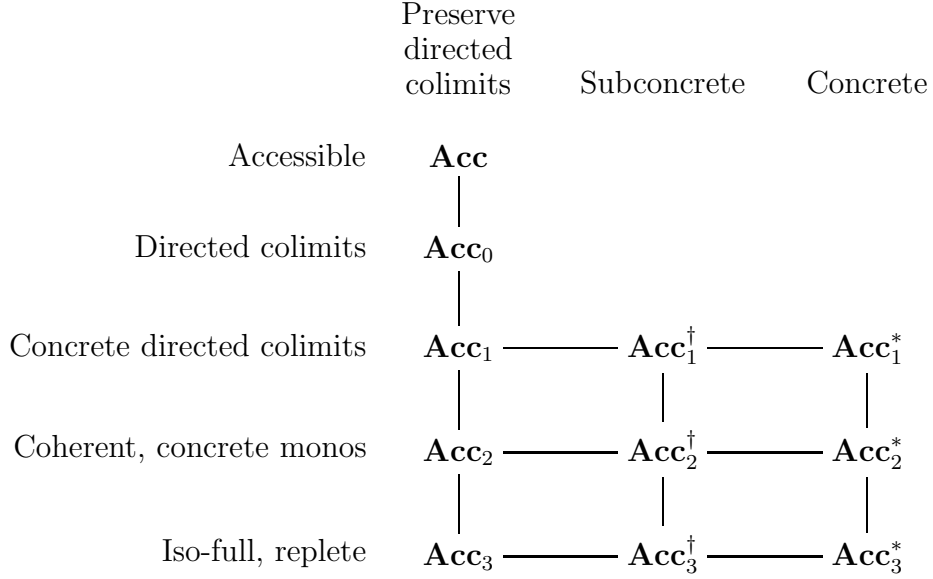 Preserve
directed
colimits Subconcrete Concrete
Accessible Acc
Directed colimits Acc₀
Concrete directed colimits Acc₁ Acc₁† Acc₁*
Coherent, concrete monos Acc₂ Acc₂† Acc₂*
Iso-full, replete Acc₃ Acc₃† Acc₃*